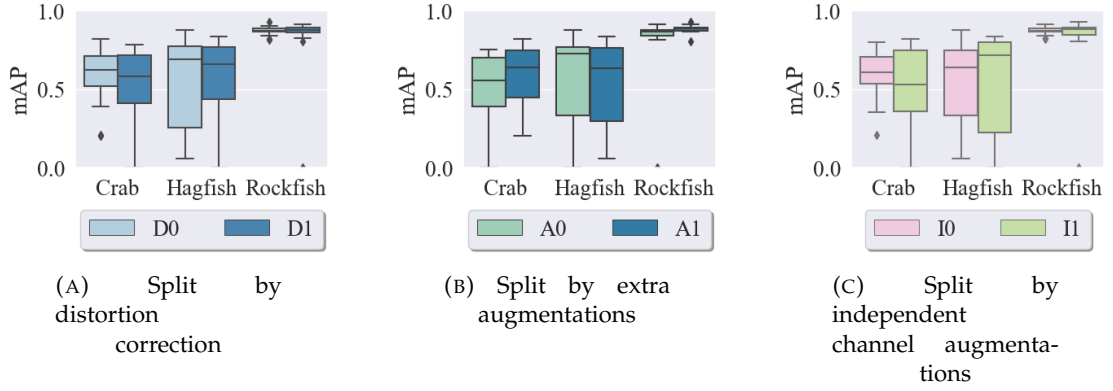 1.0
0.5
0.0
mAP
Crab Hagfish Rockfish
D0 D1
(A) Split by
distortion
correction
1.0
0.5
0.0
mAP
Crab Hagfish Rockfish
A0 A1
(B) Split by extra
augmentations
1.0
0.5
0.0
mAP
Crab Hagfish Rockfish
I0 I1
(C) Split by
independent
channel augmenta-
tions